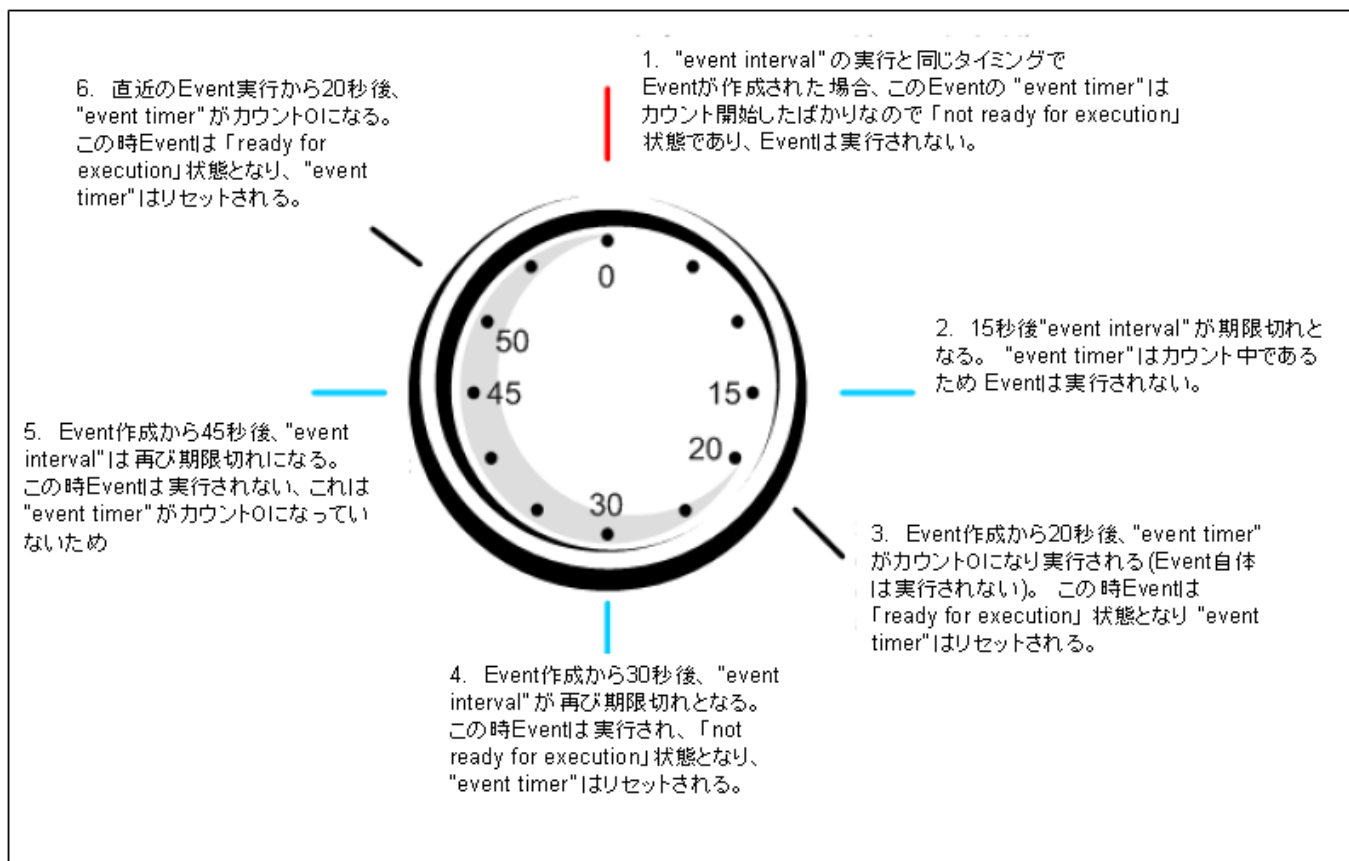 1. "event interval"の実行と同じタイミングで
Eventが作成された場合、このEventの "event timer"は
カウント開始したばかりなので「not ready for execution」
状態であり、Eventは実行されない。
2. 15秒後"event interval"が期限切れと
なる。 "event timer"はカウント中である
ため Eventは実行されない。
3. Event作成から20秒後、"event timer"
がカウント0になり実行される(Event自体
は実行されない)。 この時Eventは
「ready for execution」 状態となり "event
timer"はリセットされる。
4. Event作成から30秒後、 "event
interval"が再び期限切れとなる。
この時Eventは実行され、「not
ready for execution」状態となり、
"event timer"はリセットされる。
5. Event作成から45秒後、"event
interval"は再び期限切れになる。
この時Eventは実行されない、これは
"event timer"がカウント0になってい
ないため
6. 直近のEvent実行から20秒後、
"event timer"がカウント0になる。
この時Eventは「ready for
execution」状態となり、 "event
timer"はリセットされる。
0
15
20
30
45
50